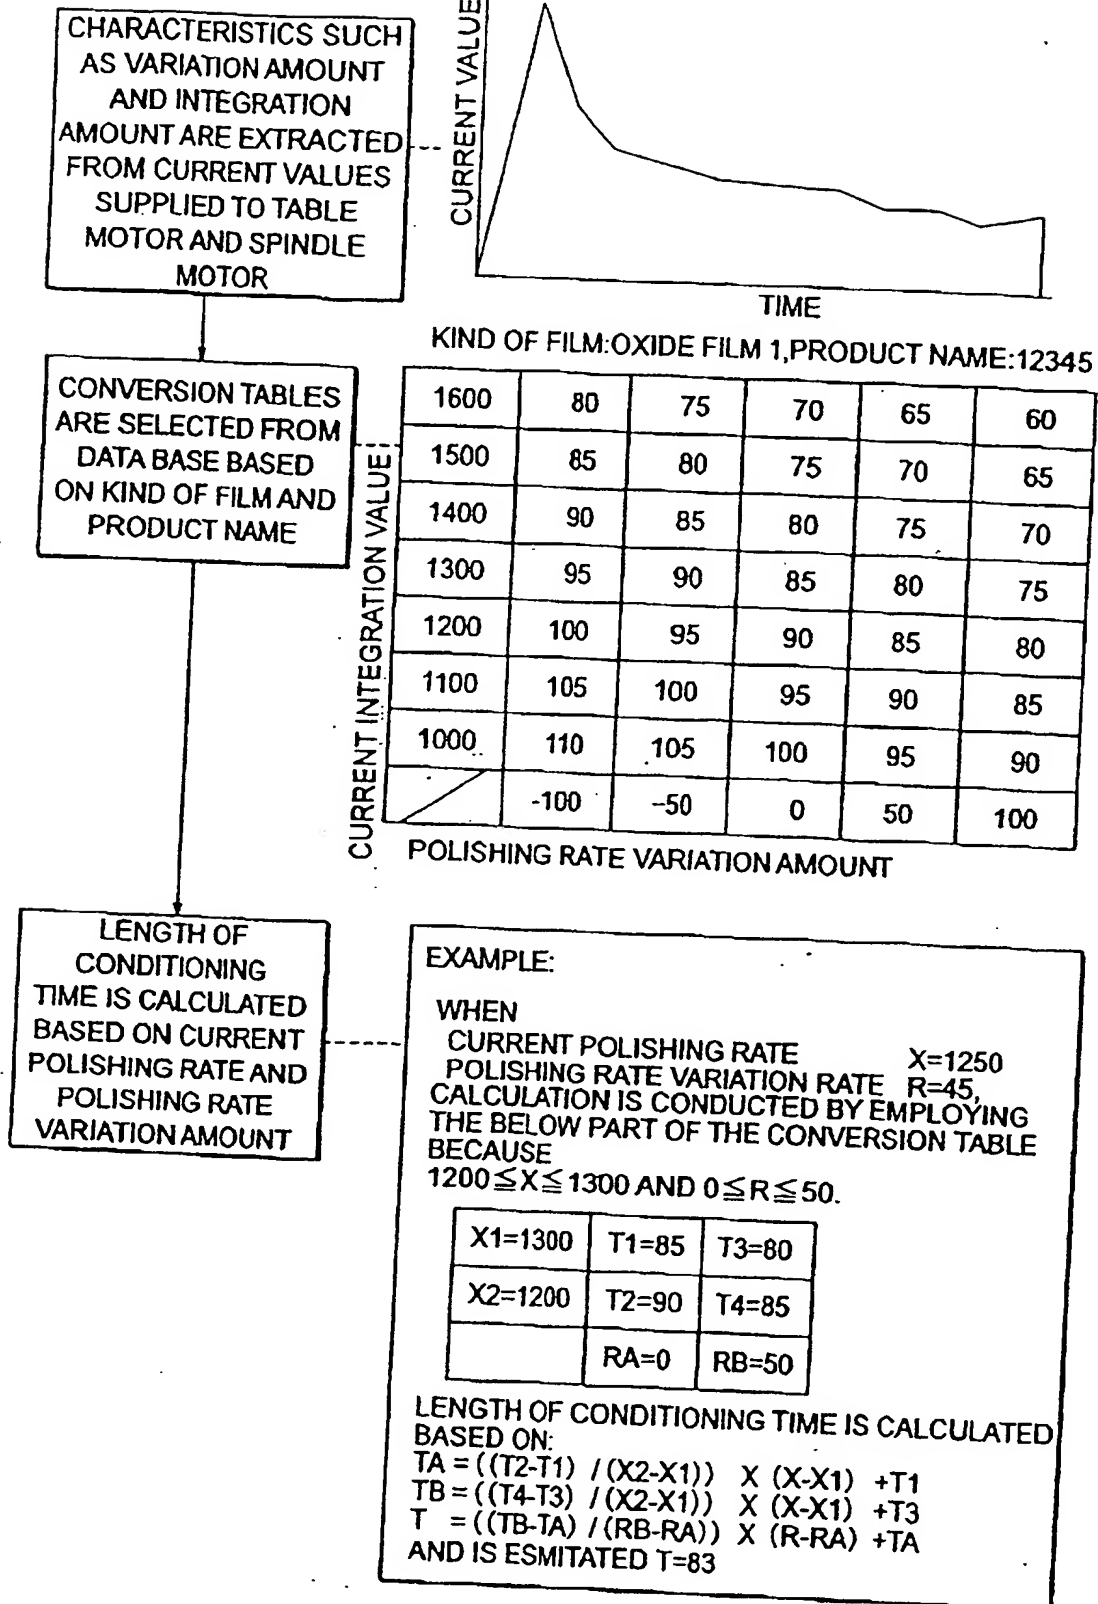 CHARACTERISTICS SUCH
AS VARIATION AMOUNT
AND INTEGRATION
AMOUNT ARE EXTRACTED
FROM CURRENT VALUES
SUPPLIED TO TABLE
MOTOR AND SPINDLE
MOTOR
CURRENT VALUE
TIME
CONVERSION TABLES
ARE SELECTED FROM
DATA BASE BASED
ON KIND OF FILM AND
PRODUCT NAME
KIND OF FILM:OXIDE FILM 1,PRODUCT NAME:12345
CURRENT INTEGRATION VALUE
1600 80 75 70 65 60
1500 85 80 75 70 65
1400 90 85 80 75 70
1300 95 90 85 80 75
1200 100 95 90 85 80
1100 105 100 95 90 85
1000 110 105 100 95 90
-100 -50 0 50 100
POLISHING RATE VARIATION AMOUNT
LENGTH OF
CONDITIONING
TIME IS CALCULATED
BASED ON CURRENT
POLISHING RATE AND
POLISHING RATE
VARIATION AMOUNT
EXAMPLE:
WHEN
CURRENT POLISHING RATE X=1250
POLISHING RATE VARIATION RATE R=45,
CALCULATION IS CONDUCTED BY EMPLOYING
THE BELOW PART OF THE CONVERSION TABLE
BECAUSE
1200≦X≦1300 AND 0≦R≦50.
X1=1300 T1=85 T3=80
X2=1200 T2=90 T4=85
RA=0 RB=50
LENGTH OF CONDITIONING TIME IS CALCULATED
BASED ON:
TA = ((T2-T1) /(X2-X1)) X (X-X1) +T1
TB = ((T4-T3) /(X2-X1)) X (X-X1) +T3
T = ((TB-TA) /(RB-RA)) X (R-RA) +TA
AND IS ESMITATED T=83